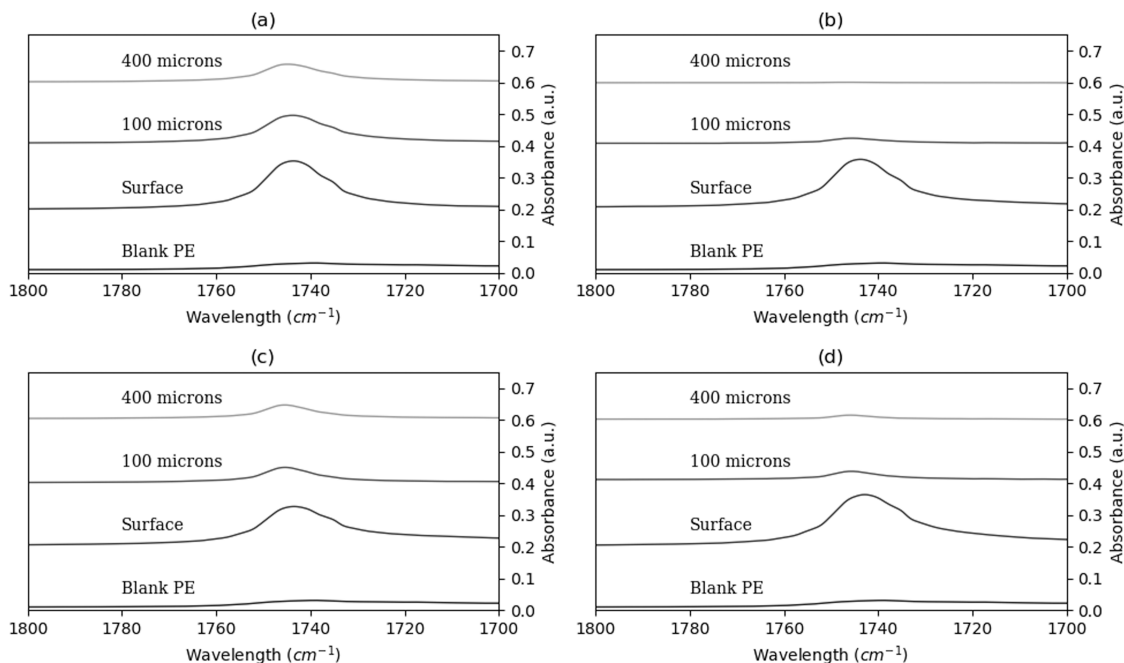 (a)
400 microns
100 microns
Surface
Blank PE
0.7
0.6
0.5
0.4
0.3
0.2
0.1
0.0
Absorbance (a.u.)
1800 1780 1760 1740 1720 1700
Wavelength (cm⁻¹)
(b)
400 microns
100 microns
Surface
Blank PE
0.7
0.6
0.5
0.4
0.3
0.2
0.1
0.0
Absorbance (a.u.)
1800 1780 1760 1740 1720 1700
Wavelength (cm⁻¹)
(c)
400 microns
100 microns
Surface
Blank PE
0.7
0.6
0.5
0.4
0.3
0.2
0.1
0.0
Absorbance (a.u.)
1800 1780 1760 1740 1720 1700
Wavelength (cm⁻¹)
(d)
400 microns
100 microns
Surface
Blank PE
0.7
0.6
0.5
0.4
0.3
0.2
0.1
0.0
Absorbance (a.u.)
1800 1780 1760 1740 1720 1700
Wavelength (cm⁻¹)